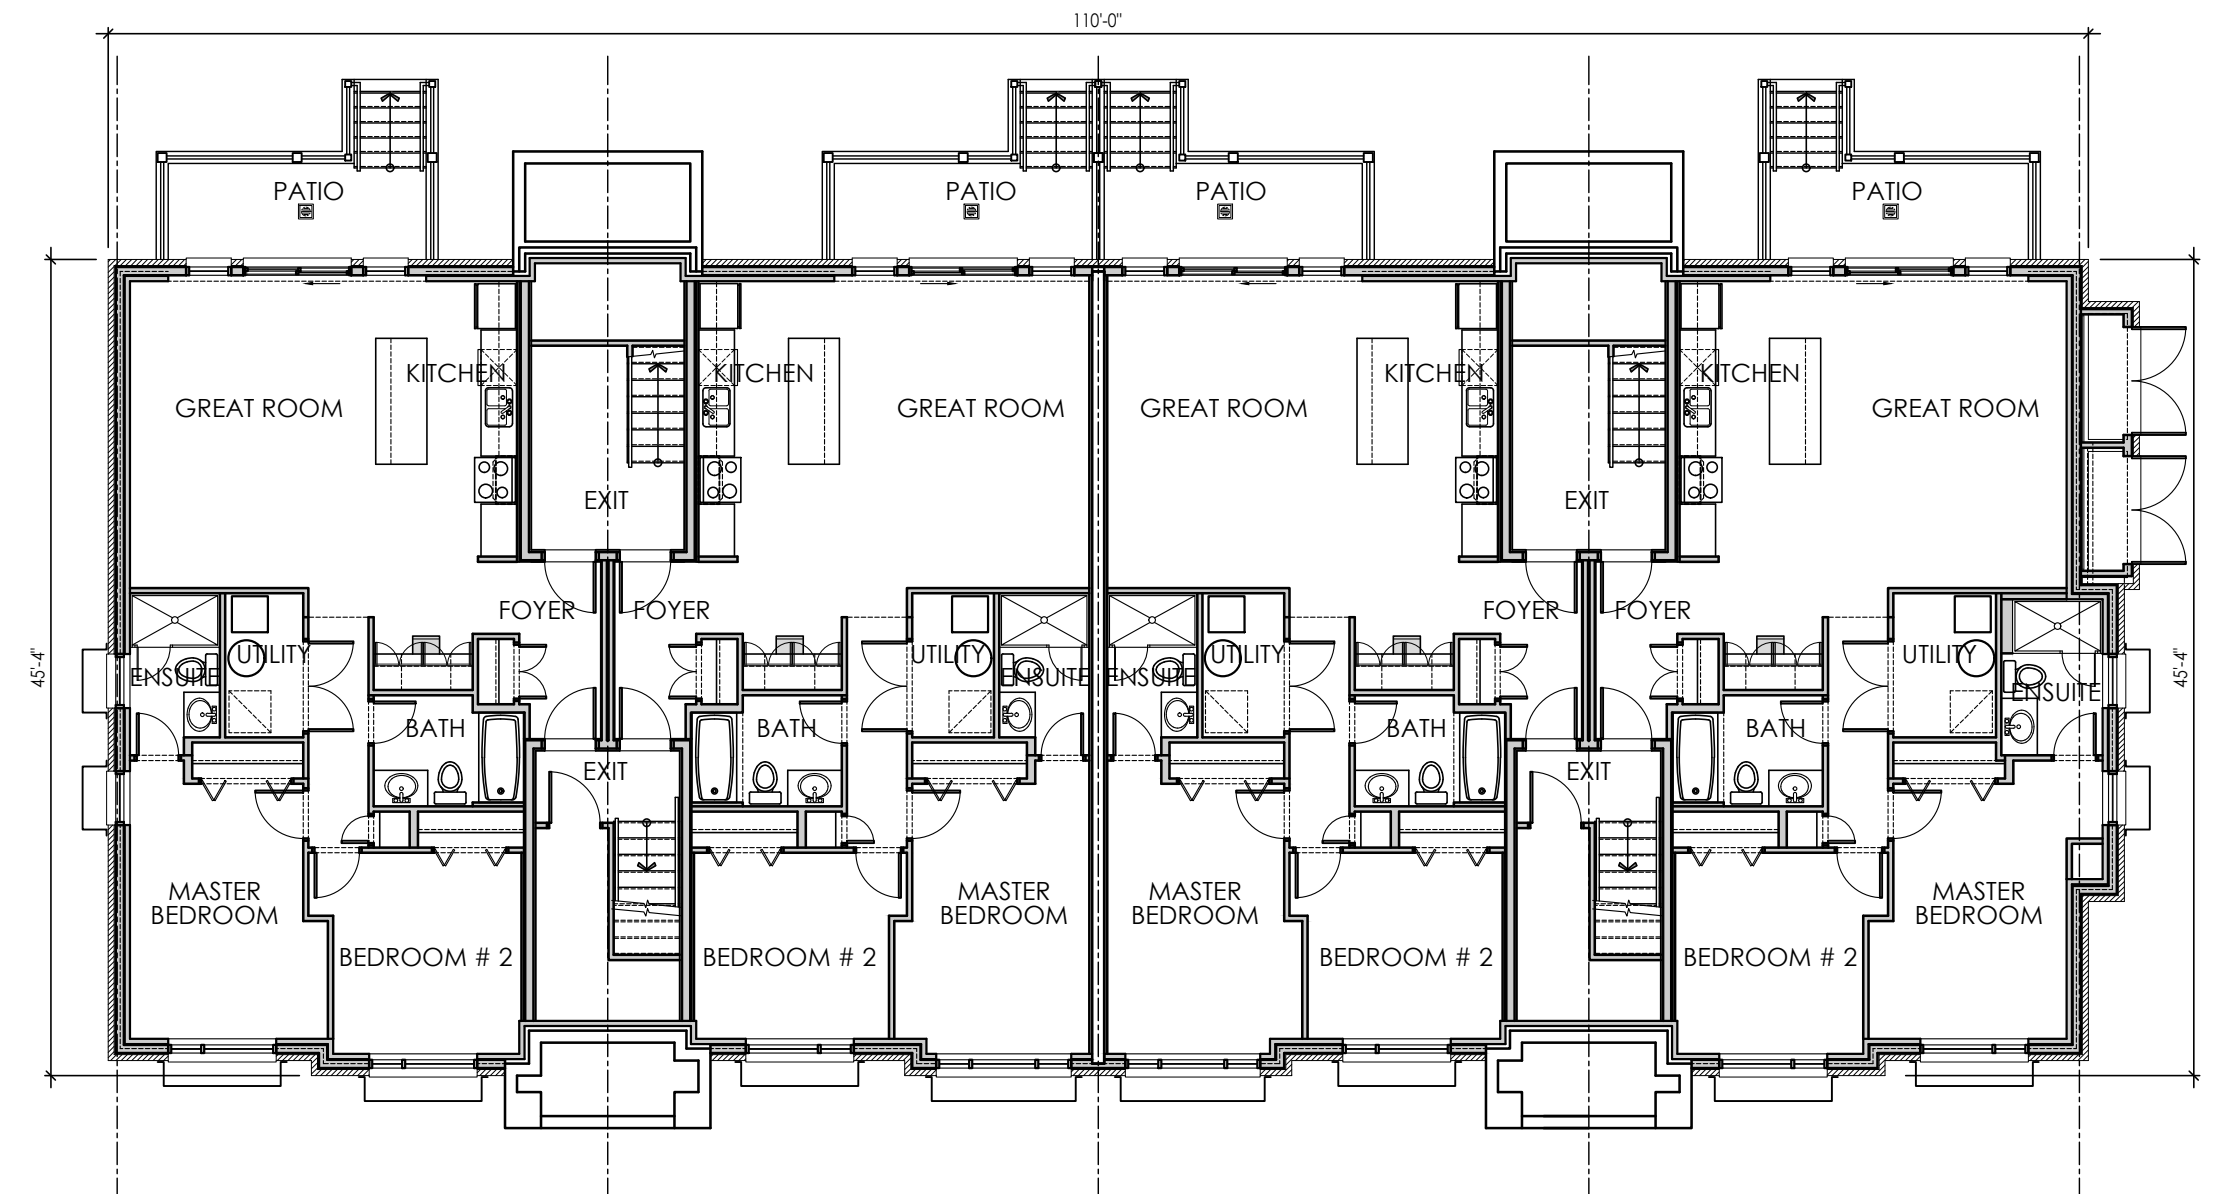 110'-0"
PATIO
PATIO
PATIO
PATIO
KITCHEN
KITCHEN
KITCHEN
KITCHEN
GREAT ROOM
GREAT ROOM
GREAT ROOM
GREAT ROOM
EXIT
EXIT
FOYER
FOYER
FOYER
FOYER
45'-4"
UTILITY
UTILITY
UTILITY
UTILITY
45'-4"
ENSUITE
ENSUITE
ENSUITE
ENSUITE
BATH
BATH
BATH
BATH
EXIT
EXIT
MASTER
BEDROOM
MASTER
BEDROOM
MASTER
BEDROOM
MASTER
BEDROOM
BEDROOM # 2
BEDROOM # 2
BEDROOM # 2
BEDROOM # 2